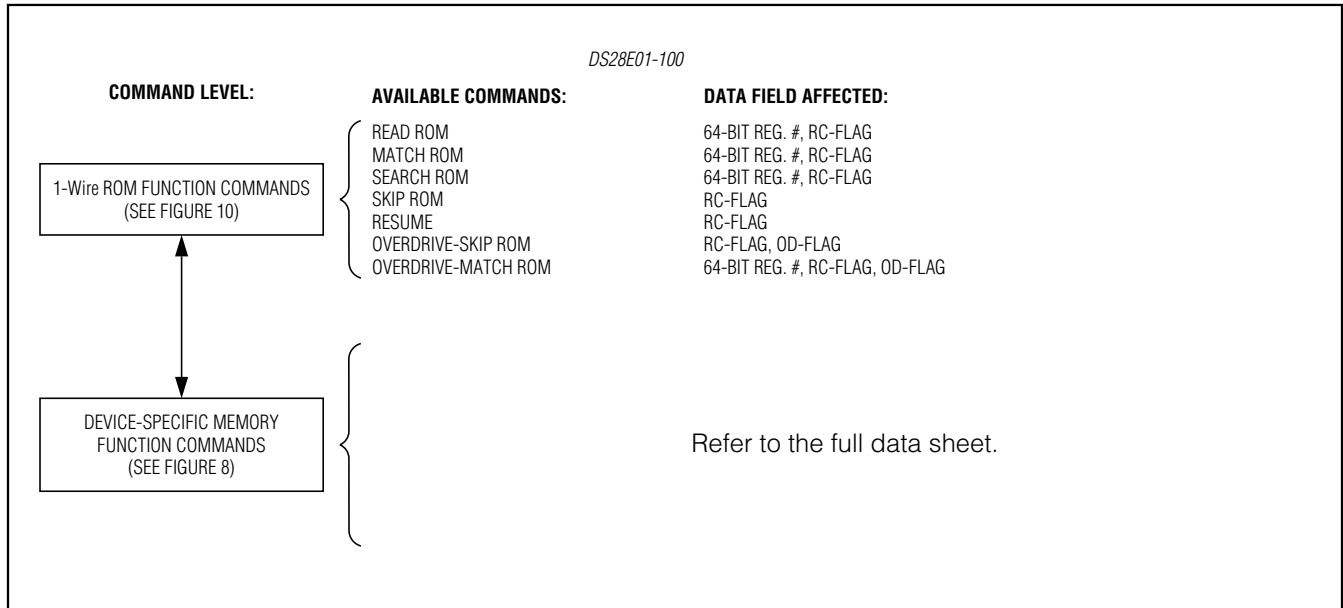 DS28E01-100
COMMAND LEVEL:
AVAILABLE COMMANDS:
DATA FIELD AFFECTED:
1-Wire ROM FUNCTION COMMANDS
(SEE FIGURE 10)
READ ROM
64-BIT REG. #, RC-FLAG
MATCH ROM
64-BIT REG. #, RC-FLAG
SEARCH ROM
64-BIT REG. #, RC-FLAG
SKIP ROM
RC-FLAG
RESUME
RC-FLAG
OVERDRIVE-SKIP ROM
RC-FLAG, OD-FLAG
OVERDRIVE-MATCH ROM
64-BIT REG. #, RC-FLAG, OD-FLAG
DEVICE-SPECIFIC MEMORY
FUNCTION COMMANDS
(SEE FIGURE 8)
Refer to the full data sheet.